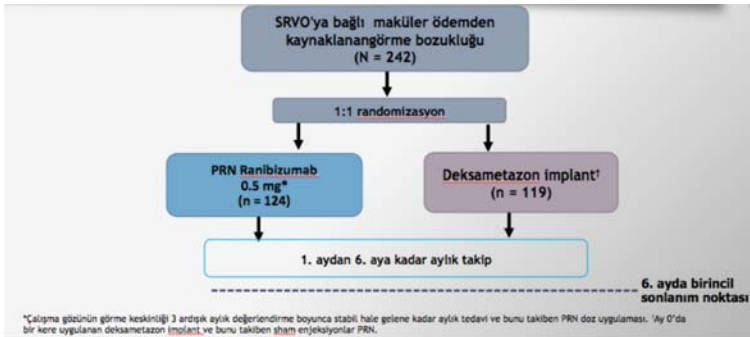 SRVO'ya bağlı maküler ödemden
kaynaklanangörme bozukluğu
(N = 242)
1:1 randomizasyon
PRN Ranibizumab
0.5 mg*
(n = 124)
Deksametazon implant†
(n = 119)
1. aydan 6. aya kadar aylık takip
6. ayda birincil
sonlanım noktası
*Çalışma gözünün görme keskinliği 3 ardışık aylık değerlendirme boyunca stabil hale gelene kadar aylık tedavi ve bunu takiben PRN doz uygulaması. †Ay 0'da
bir kere uygulanan deksametazon implant ve bunu takiben sham enjeksiyonlar PRN.